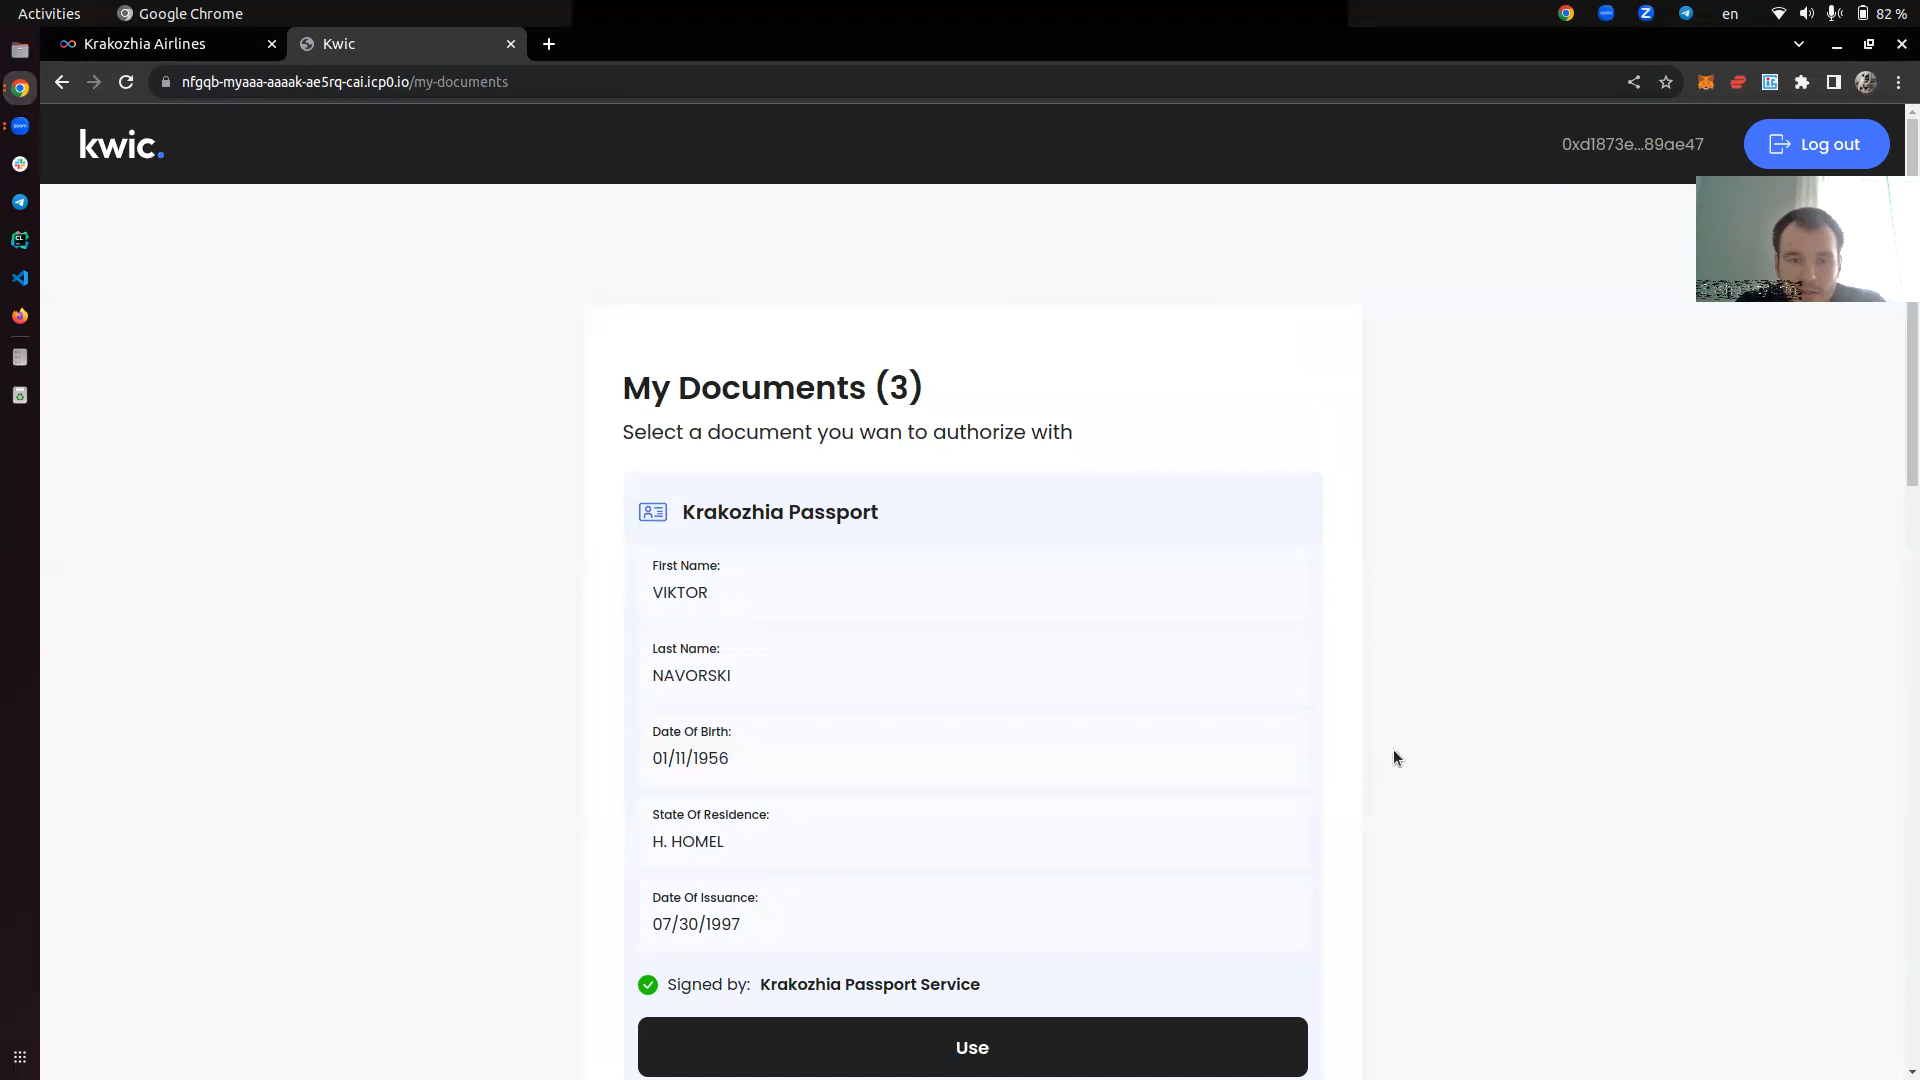 Activities
Google Chrome
en
82 %
Krakozhia Airlines
Kwic
nfgqb-myaaa-aaaak-ae5rq-cai.icp0.io/my-documents
kwic.
0xd1873e...89ae47
Log out
My Documents (3)
Select a document you wan to authorize with
Krakozhia Passport
First Name:
VIKTOR
Last Name:
NAVORSKI
Date Of Birth:
01/11/1956
State Of Residence:
H. HOMEL
Date Of Issuance:
07/30/1997
Signed by: Krakozhia Passport Service
Use